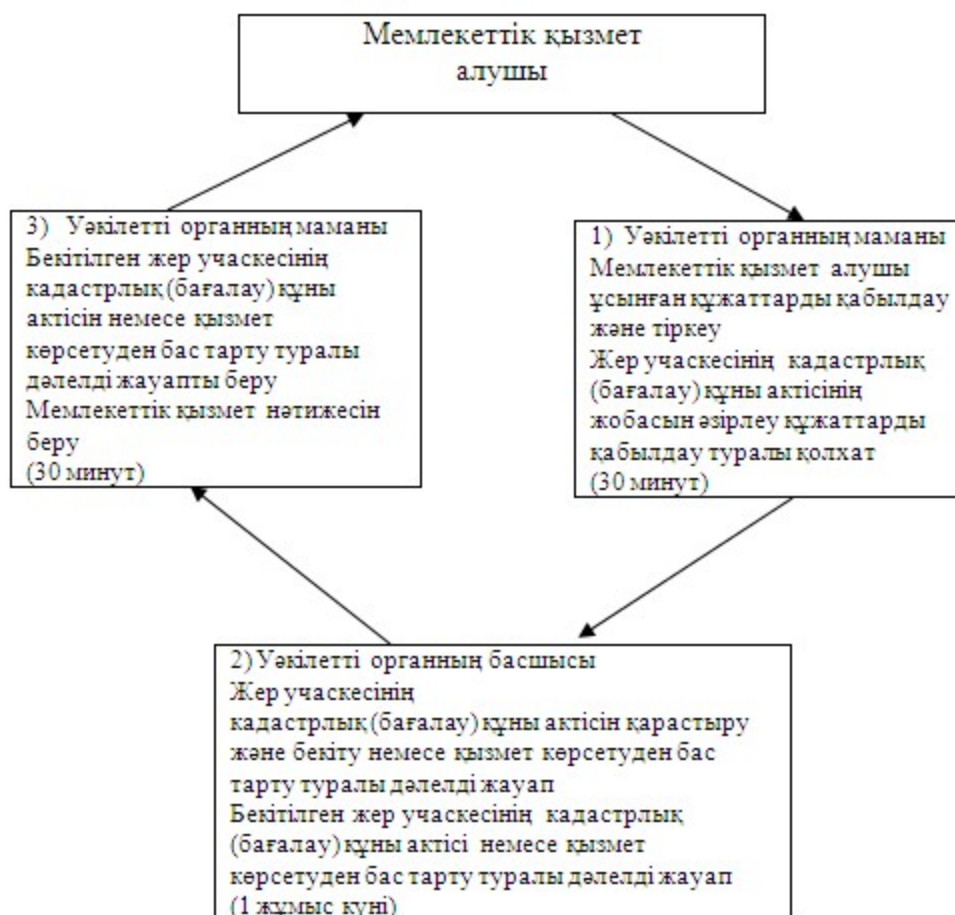 Мемлекеттік қызмет
алушы
3) Уәкілетті органның маманы
Бекітілген жер учаскесінің
кадастрлық (бағалау) құны
актісін немесе қызмет
көрсетуден бас тарту туралы
дәлелді жауапты беру
Мемлекеттік қызмет нәтижесін
беру
(30 минут)
1) Уәкілетті органның маманы
Мемлекеттік қызмет алушы
ұсынған құжаттарды қабылдау
және тіркеу
Жер учаскесінің кадастрлық
(бағалау) құны актісінің
жобасын әзірлеу құжаттарды
қабылдау туралы қолхат
(30 минут)
2) Уәкілетті органның басшысы
Жер учаскесінің
кадастрлық (бағалау) құны актісін қарастыру
және бекіту немесе қызмет көрсетуден бас
тарту туралы дәлелді жауап
Бекітілген жер учаскесінің кадастрлық
(бағалау) құны актісі немесе қызмет
көрсетуден бас тарту туралы дәлелді жауап
(1 жұмыс күні)